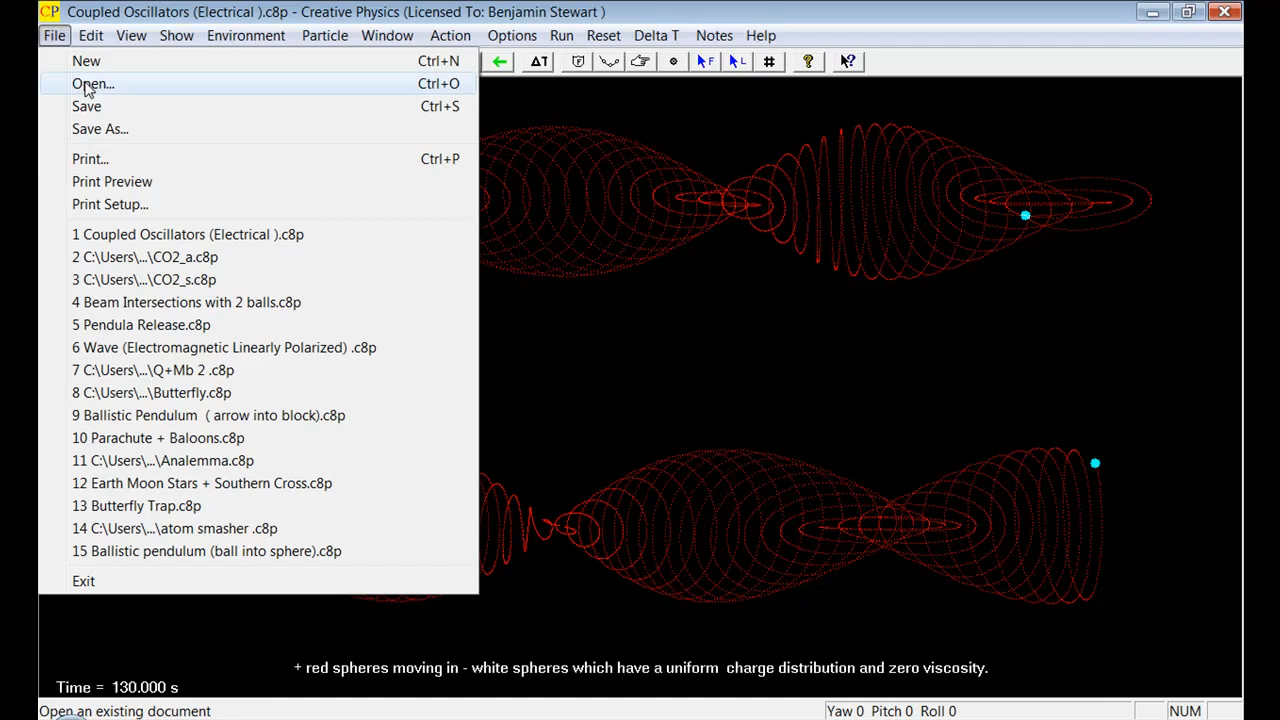 CP Coupled Oscillators (Electrical ).c8p - Creative Physics (Licensed To: Benjamin Stewart )
File Edit View Show Environment Particle Window Action Options Run Reset Delta T Notes Help
ΔT F L # ? ?
New Ctrl+N
Open... Ctrl+O
Save Ctrl+S
Save As...
Print... Ctrl+P
Print Preview
Print Setup...
1 Coupled Oscillators (Electrical ).c8p
2 C:\Users\...\CO2_a.c8p
3 C:\Users\...\CO2_s.c8p
4 Beam Intersections with 2 balls.c8p
5 Pendula Release.c8p
6 Wave (Electromagnetic Linearly Polarized) .c8p
7 C:\Users\...\Q+Mb 2 .c8p
8 C:\Users\...\Butterfly.c8p
9 Ballistic Pendulum  ( arrow into block).c8p
10 Parachute + Baloons.c8p
11 C:\Users\...\Analemma.c8p
12 Earth Moon Stars + Southern Cross.c8p
13 Butterfly Trap.c8p
14 C:\Users\...\atom smasher .c8p
15 Ballistic pendulum (ball into sphere).c8p
Exit
+ red spheres moving in - white spheres which have a uniform  charge distribution and zero viscosity.
Time =  130.000 s
Open an existing document Yaw 0  Pitch 0  Roll 0 NUM